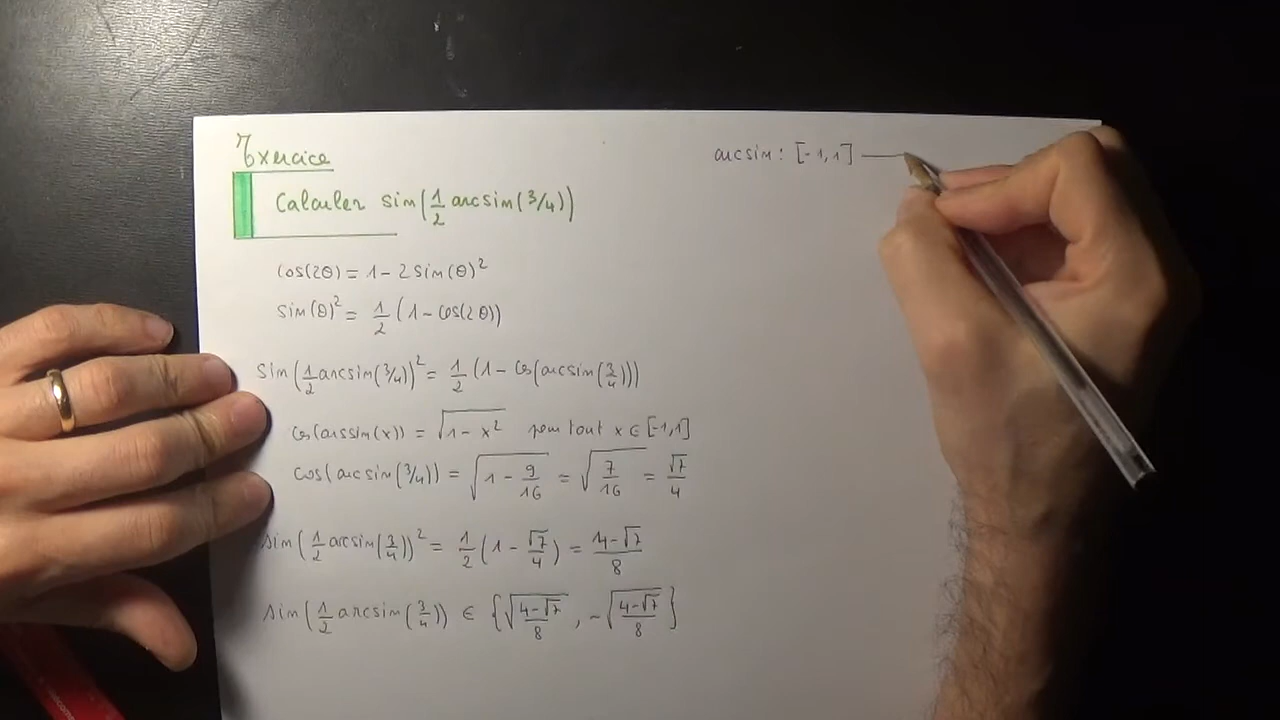 Exercice
Calculer sin(1/2 arcsin(3/4))
cos(2θ) = 1 - 2 sin(θ)²
sin(θ)² = 1/2 (1 - cos(2θ))
sin(1/2 arcsin(3/4))² = 1/2 (1 - cos(arcsin(3/4)))
cos(arssin(x)) = √(1 - x²) pour tout x ∈ [-1,1]
cos(arcsin(3/4)) = √(1 - 9/16) = √(7/16) = √7/4
sin(1/2 arcsin(3/4))² = 1/2 (1 - √7/4) = (4-√7)/8
sin(1/2 arcsin(3/4)) ∈ {√((4-√7)/8), -√((4-√7)/8)}
arcsin : [-1,1] —